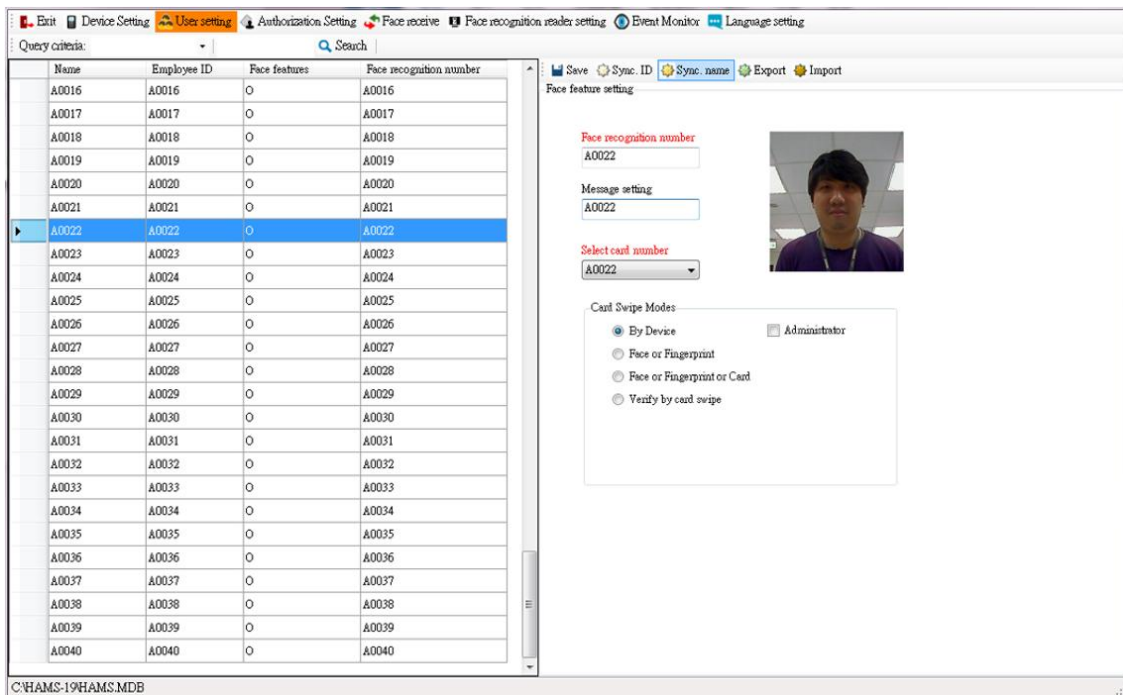 Exit Device Setting User setting Authorization Setting Face receive Face recognition reader setting Event Monitor Language setting
Query criteria: Search
Name Employee ID Face features Face recognition number
A0016 A0016 O A0016
A0017 A0017 O A0017
A0018 A0018 O A0018
A0019 A0019 O A0019
A0020 A0020 O A0020
A0021 A0021 O A0021
A0022 A0022 O A0022
A0023 A0023 O A0023
A0024 A0024 O A0024
A0025 A0025 O A0025
A0026 A0026 O A0026
A0027 A0027 O A0027
A0028 A0028 O A0028
A0029 A0029 O A0029
A0030 A0030 O A0030
A0031 A0031 O A0031
A0032 A0032 O A0032
A0033 A0033 O A0033
A0034 A0034 O A0034
A0035 A0035 O A0035
A0036 A0036 O A0036
A0037 A0037 O A0037
A0038 A0038 O A0038
A0039 A0039 O A0039
A0040 A0040 O A0040
Save Sync. ID Sync. name Export Import
Face feature setting
Face recognition number
A0022
Message setting
A0022
Select card number
A0022
Card Swipe Modes
By Device Administrator
Face or Fingerprint
Face or Fingerprint or Card
Verify by card swipe
C:\HAMS-19\HAMS.MDB